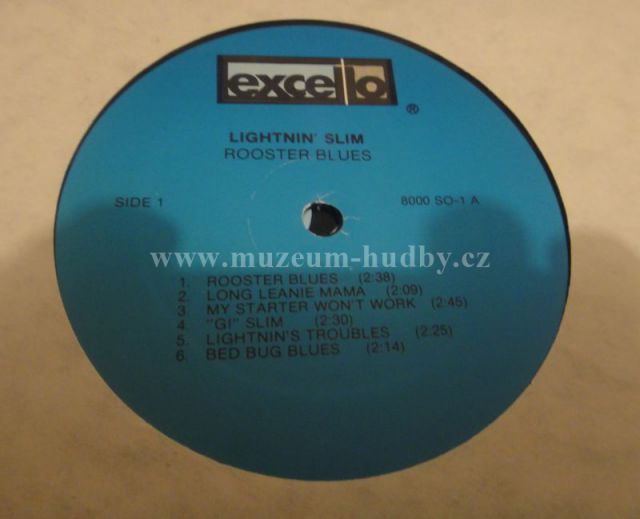 excello
®
LIGHTNIN' SLIM
ROOSTER BLUES
SIDE 1
8000 SO-1 A
www.muzeum-hudby.cz
1. ROOSTER BLUES (2:38)
2. LONG LEANIE MAMA (2:09)
3. MY STARTER WON'T WORK (2:45)
4. "GI" SLIM (2:30)
5. LIGHTNIN'S TROUBLES (2:25)
6. BED BUG BLUES (2:14)